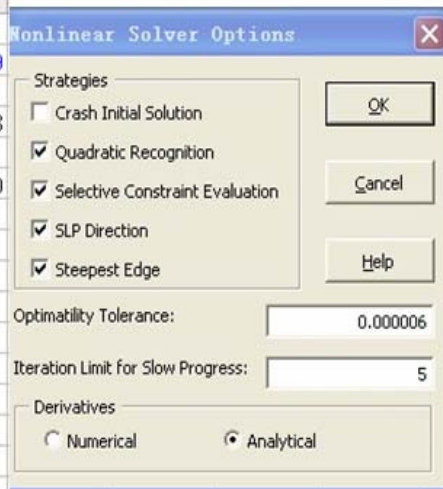 Nonlinear Solver Options
Strategies
Crash Initial Solution
Quadratic Recognition
Selective Constraint Evaluation
SLP Direction
Steepest Edge
OK
Cancel
Help
Optimatility Tolerance:
0.000006
Iteration Limit for Slow Progress:
5
Derivatives
Numerical
Analytical